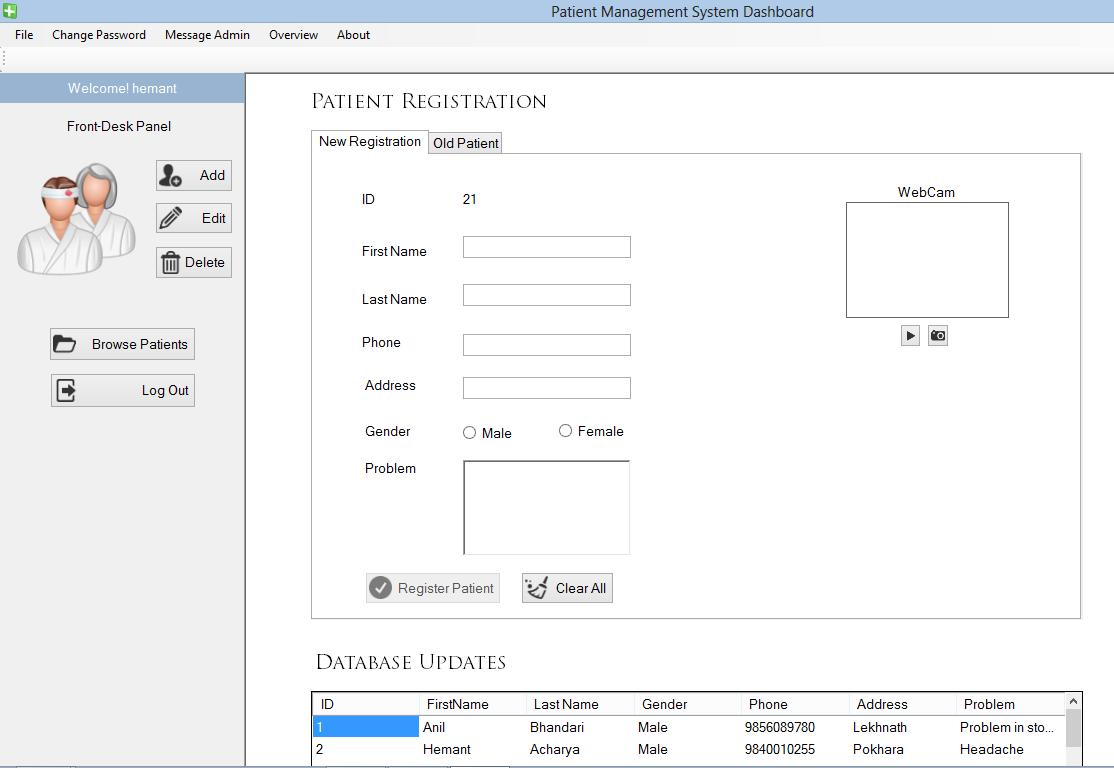 Patient Management System Dashboard
File Change Password Message Admin Overview About
Welcome! hemant
Front-Desk Panel
Add
Edit
Delete
Browse Patients
Log Out
PATIENT REGISTRATION
New Registration Old Patient
ID 21
First Name
Last Name
Phone
Address
Gender Male Female
Problem
Register Patient Clear All
WebCam
DATABASE UPDATES
ID FirstName Last Name Gender Phone Address Problem
1 Anil Bhandari Male 9856089780 Lekhnath Problem in sto...
2 Hemant Acharya Male 9840010255 Pokhara Headache